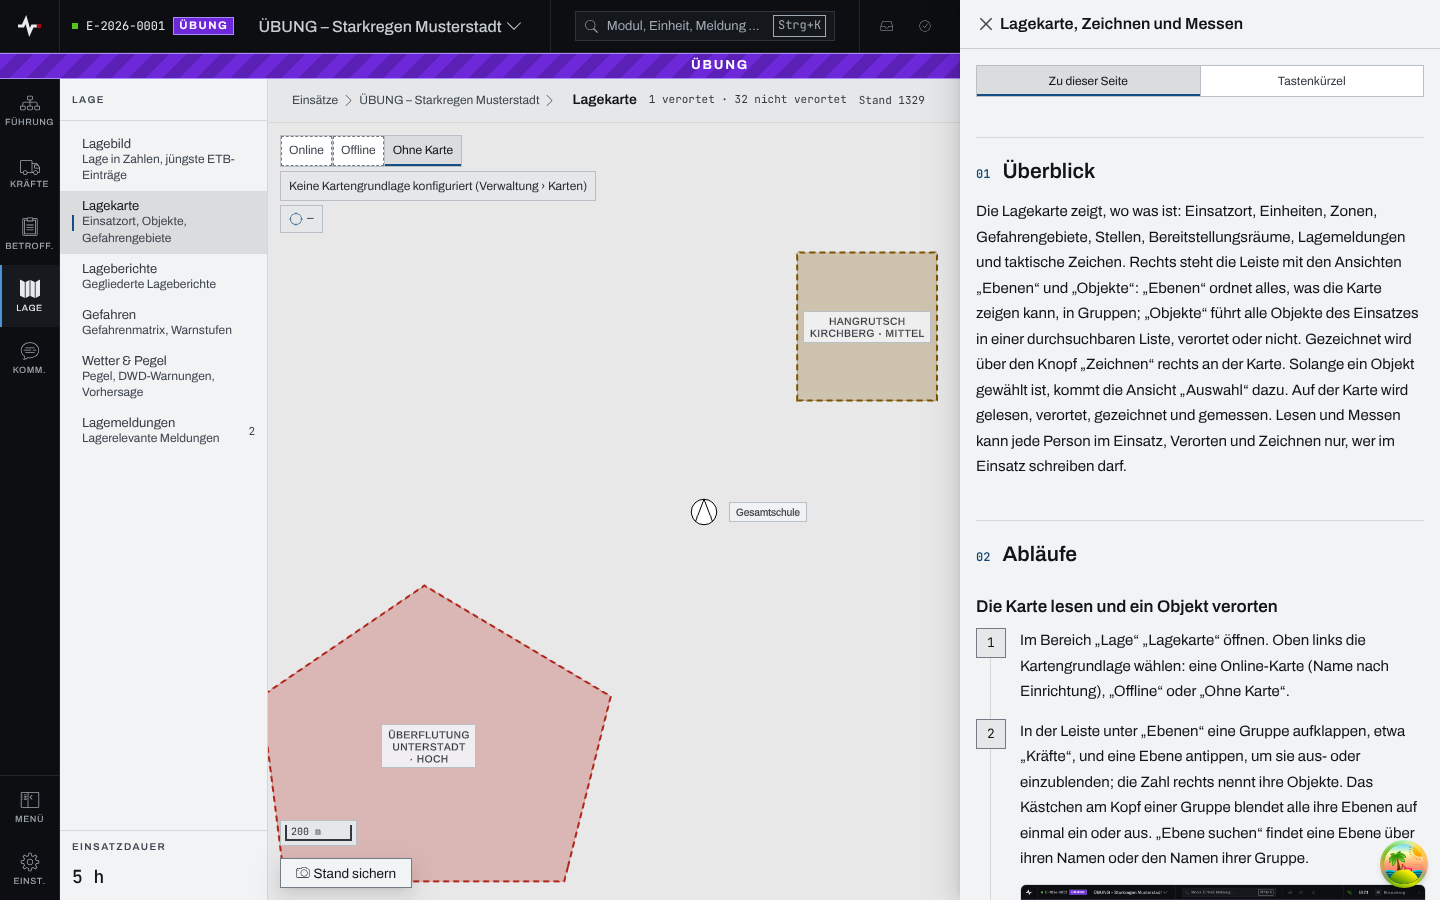 E-2026-0001 ÜBUNG ÜBUNG – Starkregen Musterstadt
Modul, Einheit, Meldung ... Strg+K
ÜBUNG
FÜHRUNG
KRÄFTE
BETROFF.
LAGE
KOMM.
MENÜ
EINST.
LAGE
Lagebild
Lage in Zahlen, jüngste ETB-
Einträge
Lagekarte
Einsatzort, Objekte,
Gefahrengebiete
Lageberichte
Gegliederte Lageberichte
Gefahren
Gefahrenmatrix, Warnstufen
Wetter & Pegel
Pegel, DWD-Warnungen,
Vorhersage
Lagemeldungen
Lagerelevante Meldungen 2
EINSATZDAUER
5 h
Einsätze ÜBUNG – Starkregen Musterstadt Lagekarte 1 verortet · 32 nicht verortet Stand 1329
Online Offline Ohne Karte
Keine Kartengrundlage konfiguriert (Verwaltung › Karten)
–
HANGRUTSCH
KIRCHBERG · MITTEL
Gesamtschule
ÜBERFLUTUNG
UNTERSTADT
· HOCH
200 m
Stand sichern
Lagekarte, Zeichnen und Messen
Zu dieser Seite Tastenkürzel
01 Überblick
Die Lagekarte zeigt, wo was ist: Einsatzort, Einheiten, Zonen,
Gefahrengebiete, Stellen, Bereitstellungsräume, Lagemeldungen
und taktische Zeichen. Rechts steht die Leiste mit den Ansichten
„Ebenen“ und „Objekte“: „Ebenen“ ordnet alles, was die Karte
zeigen kann, in Gruppen; „Objekte“ führt alle Objekte des Einsatzes
in einer durchsuchbaren Liste, verortet oder nicht. Gezeichnet wird
über den Knopf „Zeichnen“ rechts an der Karte. Solange ein Objekt
gewählt ist, kommt die Ansicht „Auswahl“ dazu. Auf der Karte wird
gelesen, verortet, gezeichnet und gemessen. Lesen und Messen
kann jede Person im Einsatz, Verorten und Zeichnen nur, wer im
Einsatz schreiben darf.
02 Abläufe
Die Karte lesen und ein Objekt verorten
1 Im Bereich „Lage“ „Lagekarte“ öffnen. Oben links die
Kartengrundlage wählen: eine Online-Karte (Name nach
Einrichtung), „Offline“ oder „Ohne Karte“.
2 In der Leiste unter „Ebenen“ eine Gruppe aufklappen, etwa
„Kräfte“, und eine Ebene antippen, um sie aus- oder
einzublenden; die Zahl rechts nennt ihre Objekte. Das
Kästchen am Kopf einer Gruppe blendet alle ihre Ebenen auf
einmal ein oder aus. „Ebene suchen“ findet eine Ebene über
ihren Namen oder den Namen ihrer Gruppe.